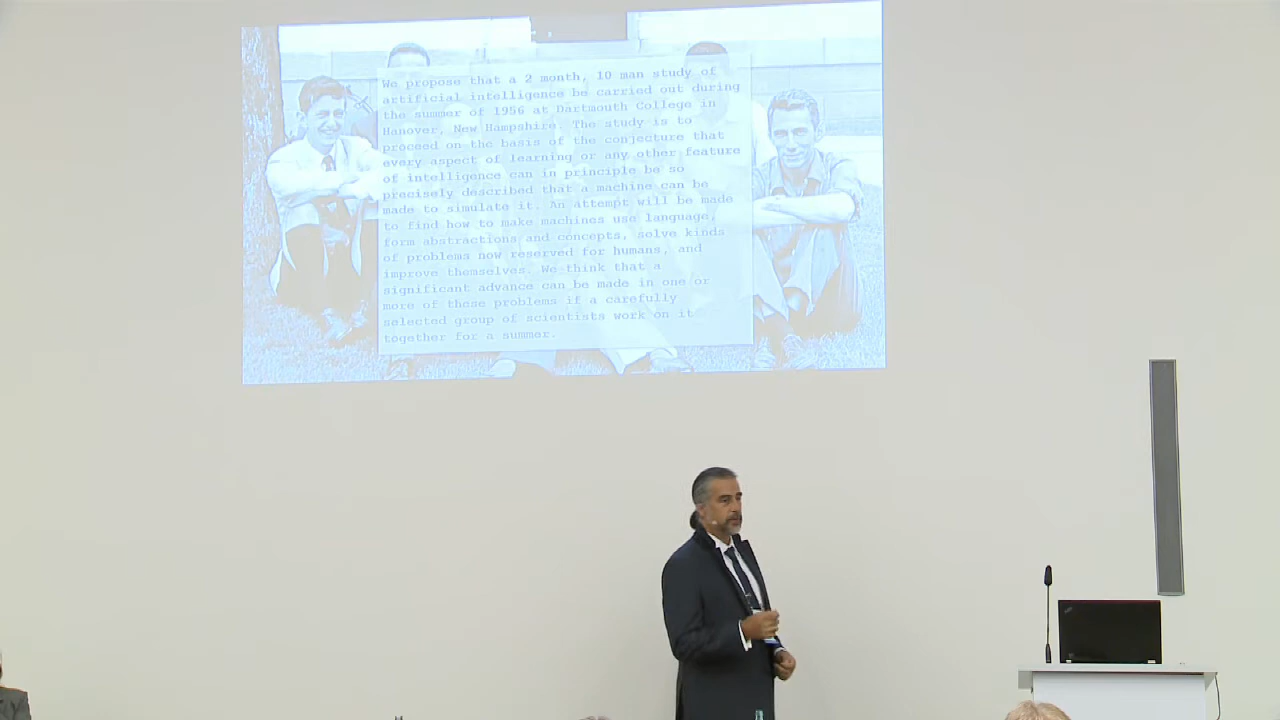 We propose that a 2 month, 10 man study of
artificial intelligence be carried out during
the summer of 1956 at Dartmouth College in
Hanover, New Hampshire. The study is to
proceed on the basis of the conjecture that
every aspect of learning or any other feature
of intelligence can in principle be so
precisely described that a machine can be
made to simulate it. An attempt will be made
to find how to make machines use language,
form abstractions and concepts, solve kinds
of problems now reserved for humans, and
improve themselves. We think that a
significant advance can be made in one or
more of these problems if a carefully
selected group of scientists work on it
together for a summer.